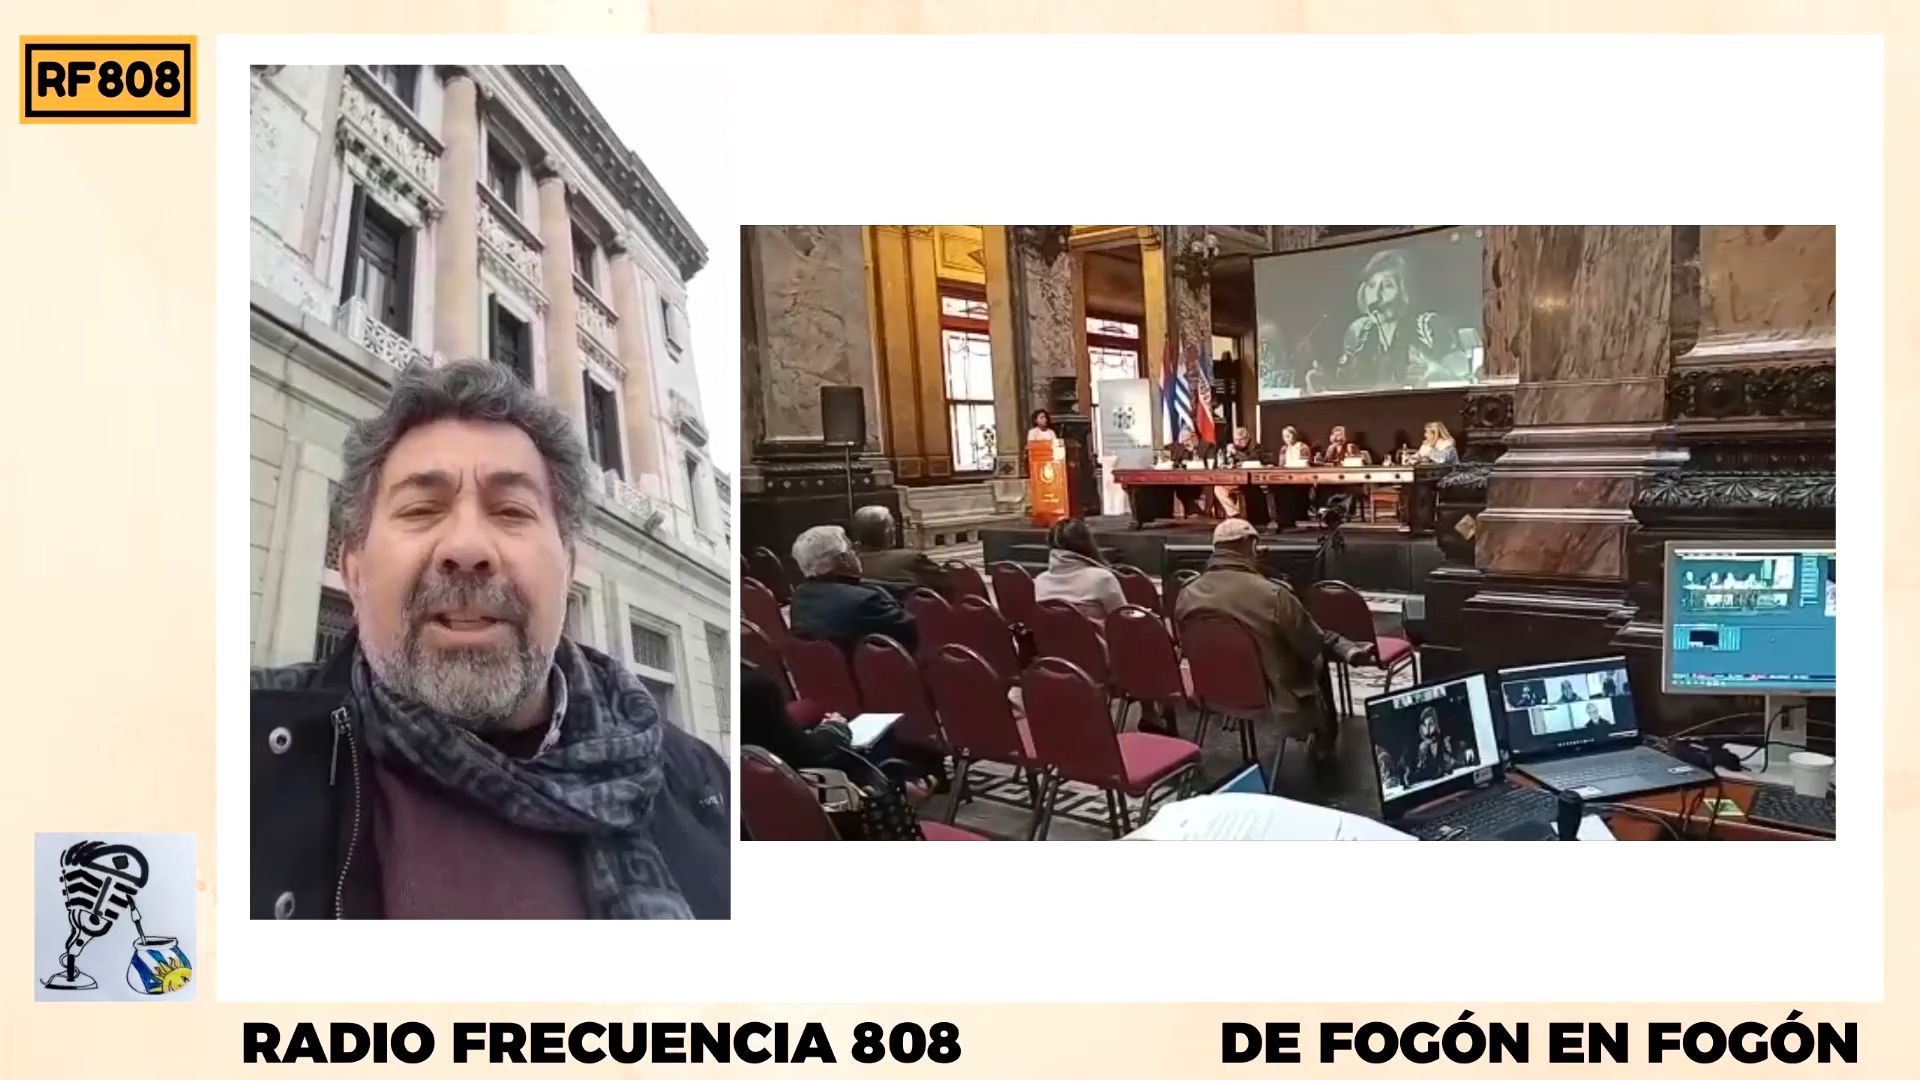 RF808
RADIO FRECUENCIA 808
DE FOGÓN EN FOGÓN